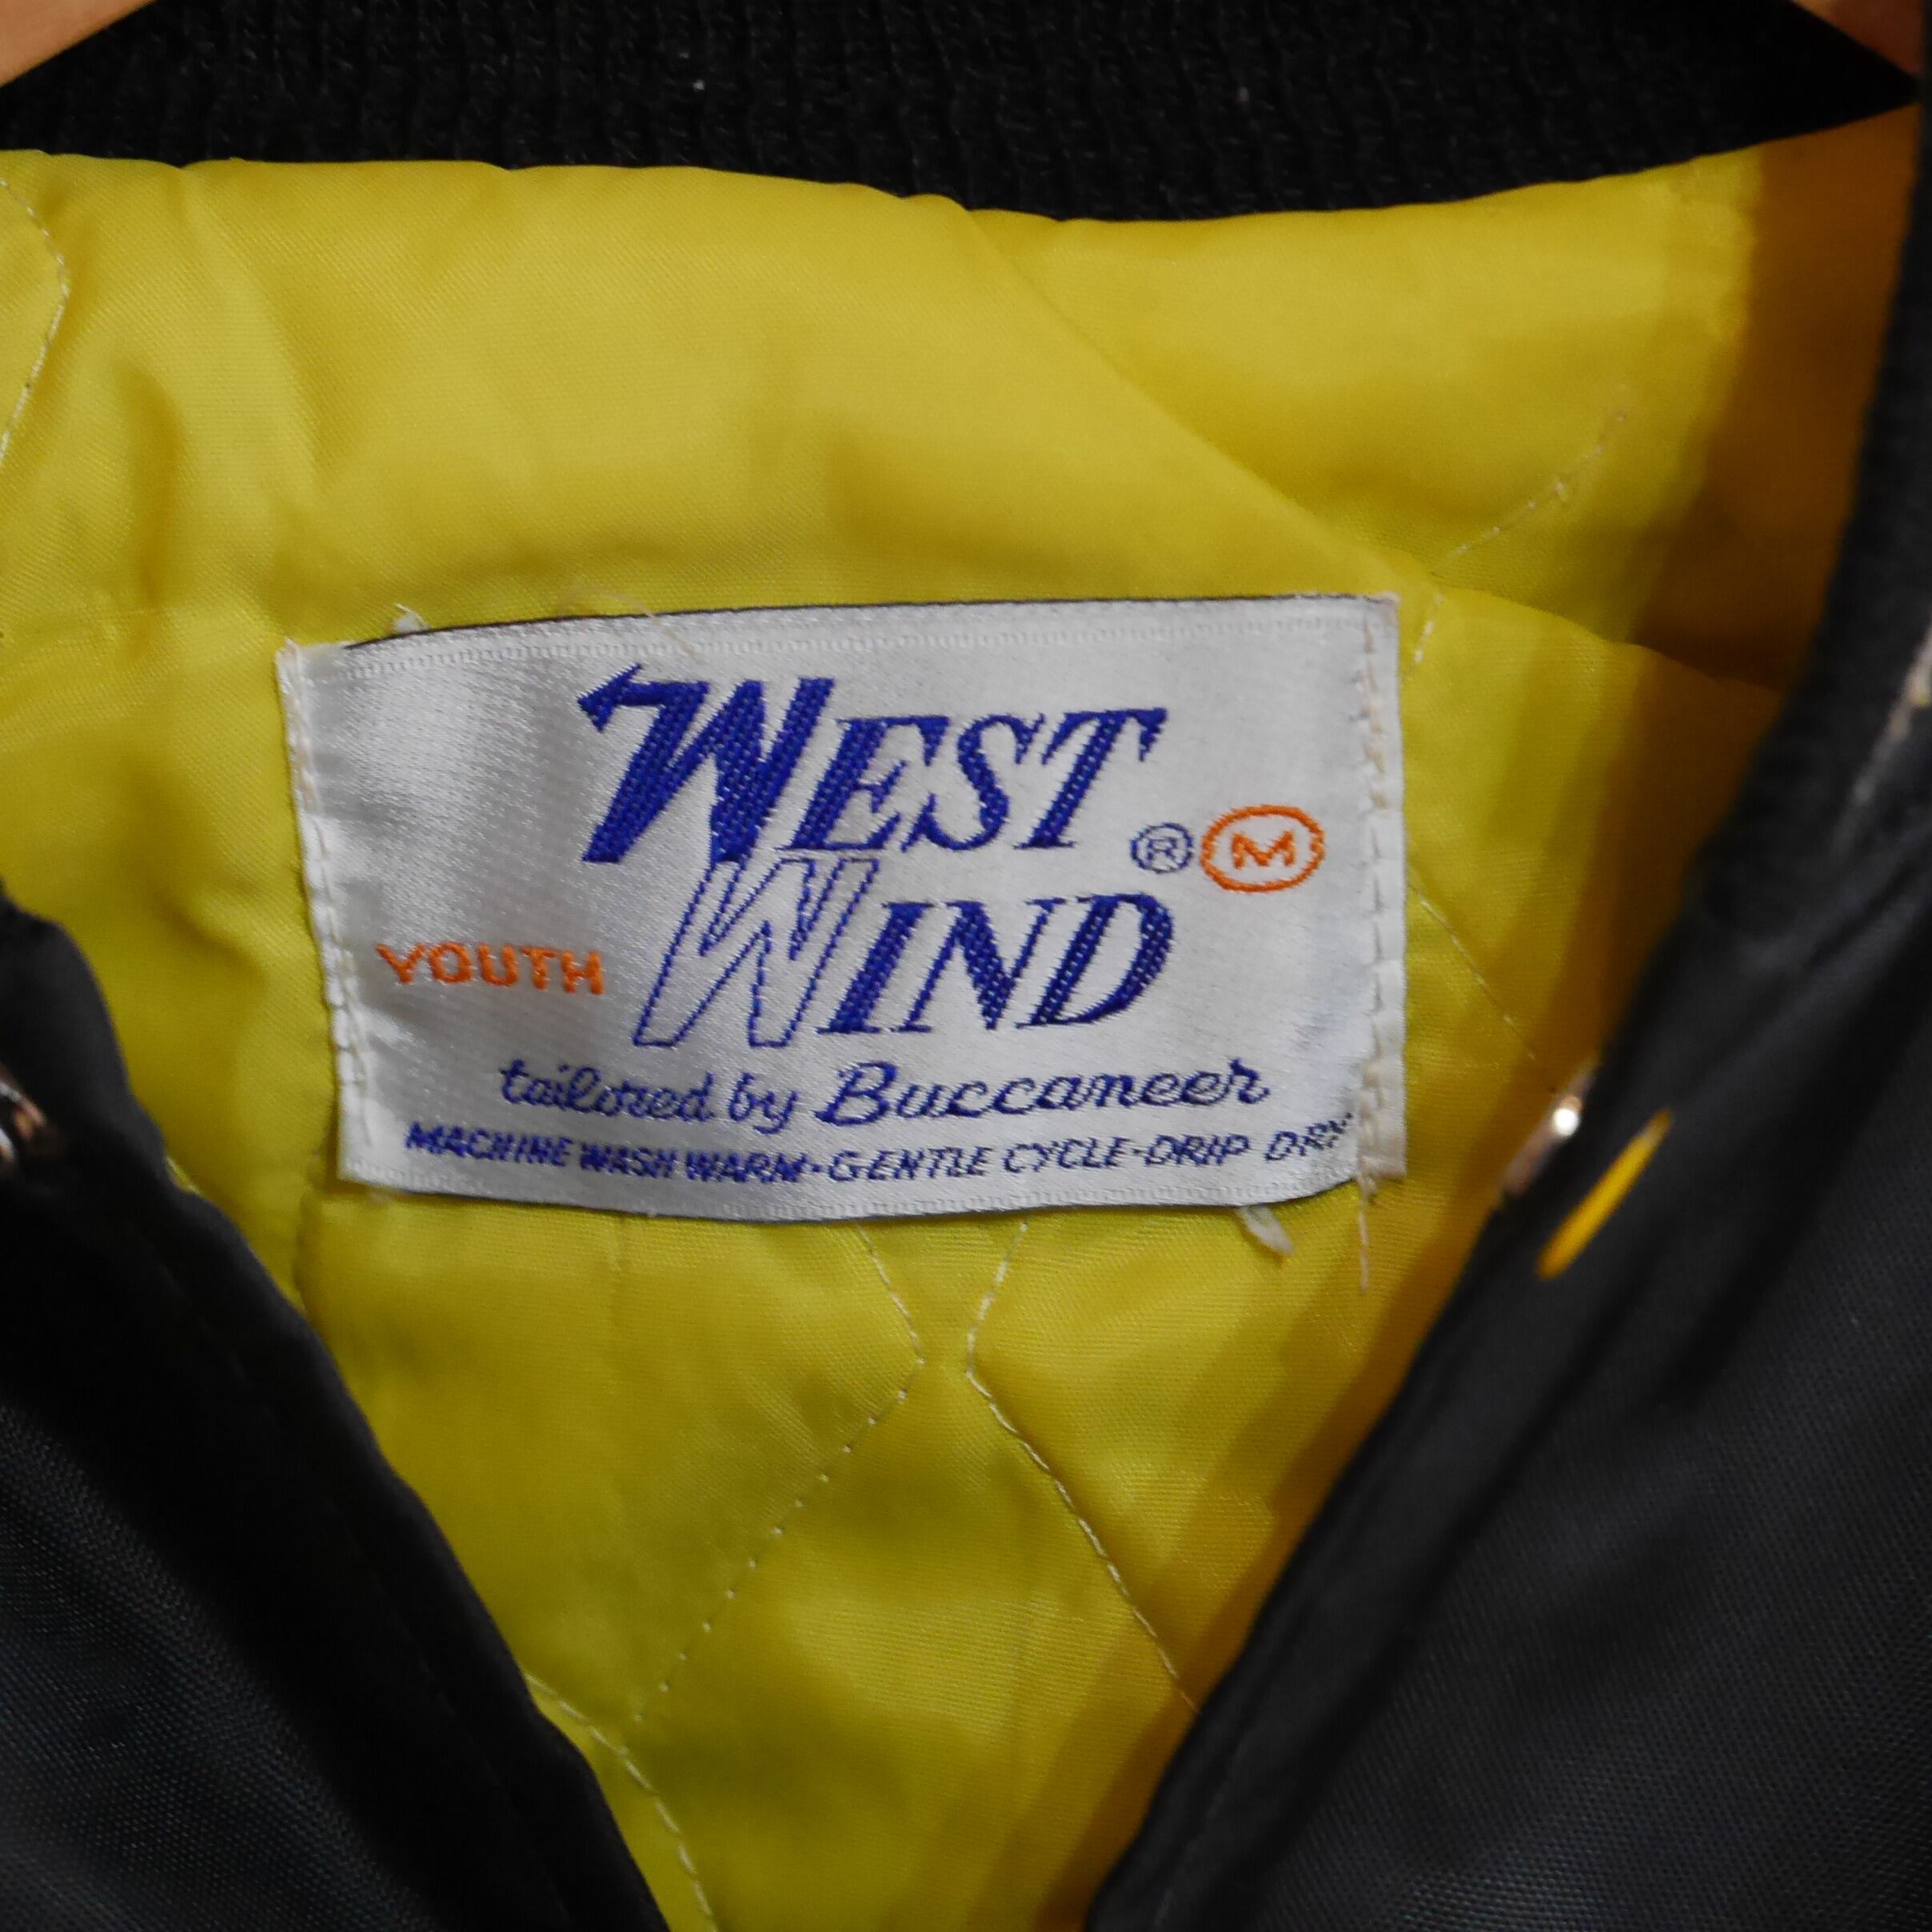 WEST
® M
WIND
YOUTH
tailored by Buccaneer
MACHINE WASH WARM·GENTLE CYCLE·DRIP DRY